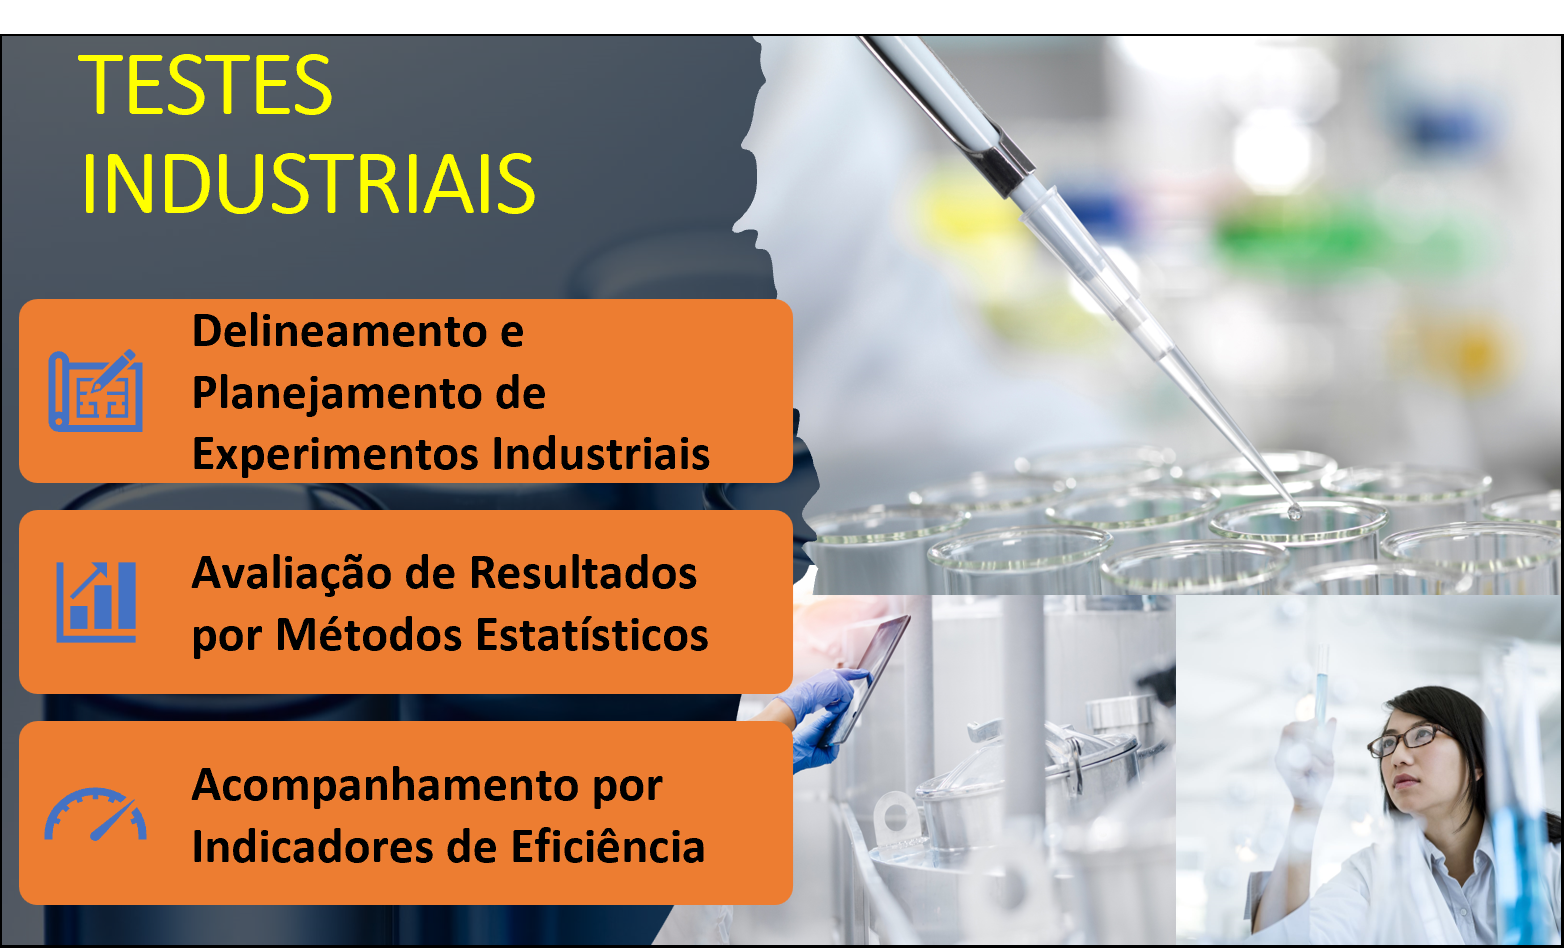 TESTES
INDUSTRIAIS
Delineamento e
Planejamento de
Experimentos Industriais
Avaliação de Resultados
por Métodos Estatísticos
Acompanhamento por
Indicadores de Eficiência